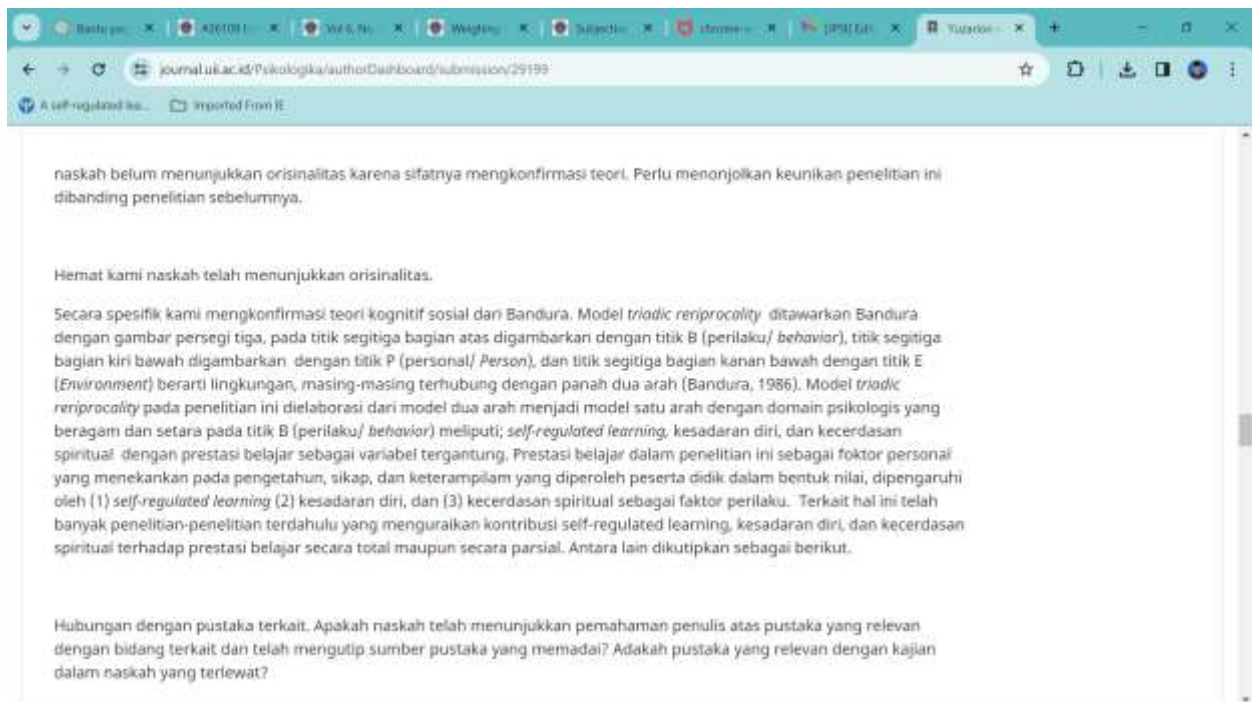 journal.uii.ac.id/Psikologika/authorDashboard/submission/29199
A self-regulated lea... Imported From IE
naskah belum menunjukkan orisinalitas karena sifatnya mengkonfirmasi teori. Perlu menonjolkan keunikan penelitian ini
dibanding penelitian sebelumnya.
Hemat kami naskah telah menunjukkan orisinalitas.
Secara spesifik kami mengkonfirmasi teori kognitif sosial dari Bandura. Model triadic reriprocality ditawarkan Bandura
dengan gambar persegi tiga, pada titik segitiga bagian atas digambarkan dengan titik B (perilaku/ behavior), titik segitiga
bagian kiri bawah digambarkan dengan titik P (personal/ Person), dan titik segitiga bagian kanan bawah dengan titik E
(Environment) berarti lingkungan, masing-masing terhubung dengan panah dua arah (Bandura, 1986). Model triadic
reriprocality pada penelitian ini dielaborasi dari model dua arah menjadi model satu arah dengan domain psikologis yang
beragam dan setara pada titik B (perilaku/ behavior) meliputi; self-regulated learning, kesadaran diri, dan kecerdasan
spiritual dengan prestasi belajar sebagai variabel tergantung. Prestasi belajar dalam penelitian ini sebagai foktor personal
yang menekankan pada pengetahun, sikap, dan keterampilam yang diperoleh peserta didik dalam bentuk nilai, dipengaruhi
oleh (1) self-regulated learning (2) kesadaran diri, dan (3) kecerdasan spiritual sebagai faktor perilaku. Terkait hal ini telah
banyak penelitian-penelitian terdahulu yang menguraikan kontribusi self-regulated learning, kesadaran diri, dan kecerdasan
spiritual terhadap prestasi belajar secara total maupun secara parsial. Antara lain dikutipkan sebagai berikut.
Hubungan dengan pustaka terkait. Apakah naskah telah menunjukkan pemahaman penulis atas pustaka yang relevan
dengan bidang terkait dan telah mengutip sumber pustaka yang memadai? Adakah pustaka yang relevan dengan kajian
dalam naskah yang terlewat?